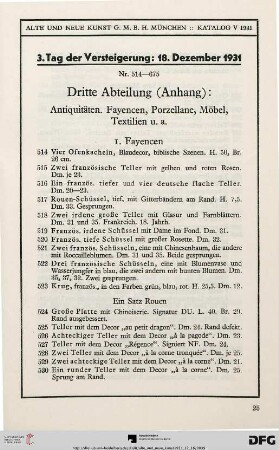 ALTE UND NEUE KUNST G. M. B. H. MÜNCHEN :: KATALOG V 1931
3. Tag der Versteigerung: 18. Dezember 1931
Nr. 514—675
Dritte Abteilung (Anhang):
Antiquitäten. Fayencen, Porzellane, Möbel,
Textilien u. a.
1. Fayencen
514 Vier Ofenkacheln, Blaudecor, biblische Szenen. H. 30, Br.
26 cm.
515 Zwei französische Teller mit gelben und roten Rosen.
Dm. je 24.
516 Ein französ. tiefer und vier deutsche flache Teller.
Dm. 20—23.
517 Rouen-Schüssel, tief, mit Gitterbändern am Rand. H. 7,5.
Dm. 33. Gesprungen.
518 Zwei irdene große Teller mit Glasur und Farnblättern.
Dm. 31 und 35. Frankreich. 18. Jahrh.
519 Französ. irdene Schüssel mit Dame im Fond. Dm. 31.
520 Französ. tiefe Schüssel mit großer Rosette. Dm. 32.
521 Zwei französ. Schüsseln, eine mit Chinesenbaum, die andere
mit Rocailleblumen. Dm. 31 und 35. Beide gesprungen.
522 Drei französische Schüsseln, eine mit Blumenvase und
Wasserjungfer in blau, die zwei andern mit bunten Blumen. Dm.
35, 37, 32. Zwei gesprungen.
523 Krug, französ., in den Farben grün, blau, rot. H. 25,5. Dm. 12.
Ein Satz Rouen
524 Große Platte mit Chinoiserie. Signatur DU. L. 40. Br. 29.
Rand ausgebessert.
525 Teller mit dem Decor „au petit dragon". Dm. 24. Rand defekt.
526 Achteckiger Teller mit dem Decor „à la pagode". Dm. 23.
527 Teller mit dem Decor „Régence". Signiert NF. Dm. 24.
528 Zwei Teller mit dem Decor „à la corne tronquée". Dm. je 25.
529 Zwei achteckige Teller mit dem Decor „à la corne". Dm. je 21.
530 Ein runder Teller mit dem Decor „à la corne". Dm. 25.
Sprung am Rand.
25
DFG